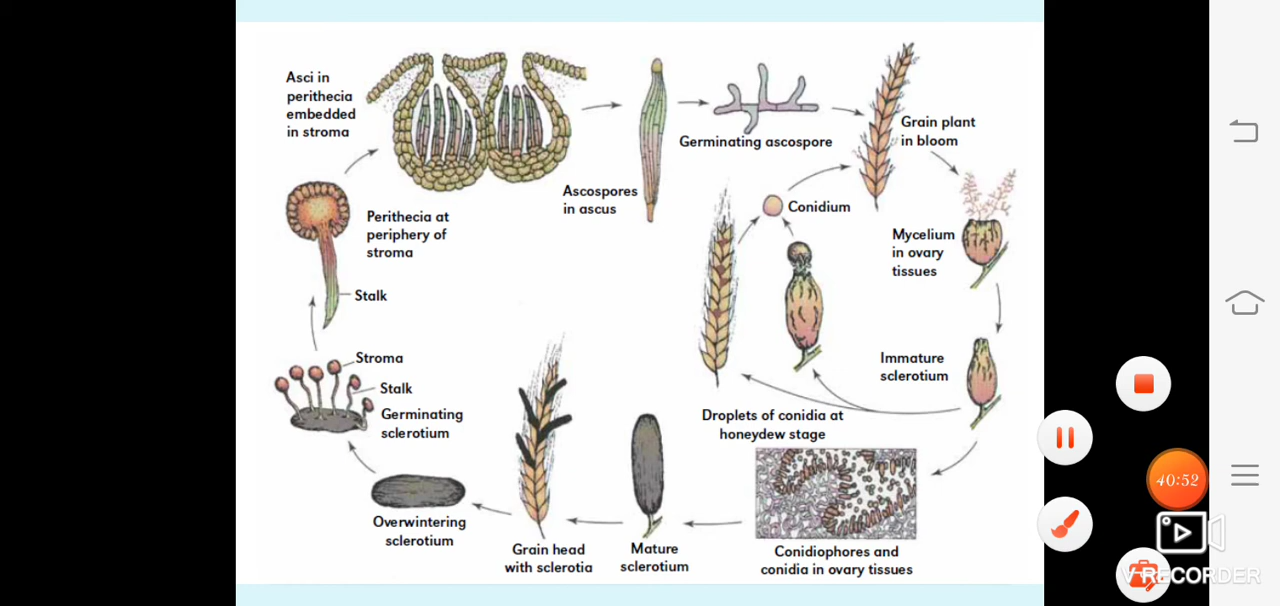 Asci in
perithecia
embedded
in stroma
Ascospores
in ascus
Germinating ascospore
Grain plant
in bloom
Conidium
Mycelium
in ovary
tissues
Perithecia at
periphery of
stroma
Stalk
Immature
sclerotium
Stroma
Stalk
Germinating
sclerotium
Droplets of conidia at
honeydew stage
Overwintering
sclerotium
Grain head
with sclerotia
Mature
sclerotium
Conidiophores and
conidia in ovary tissues
40:52
V RECORDER